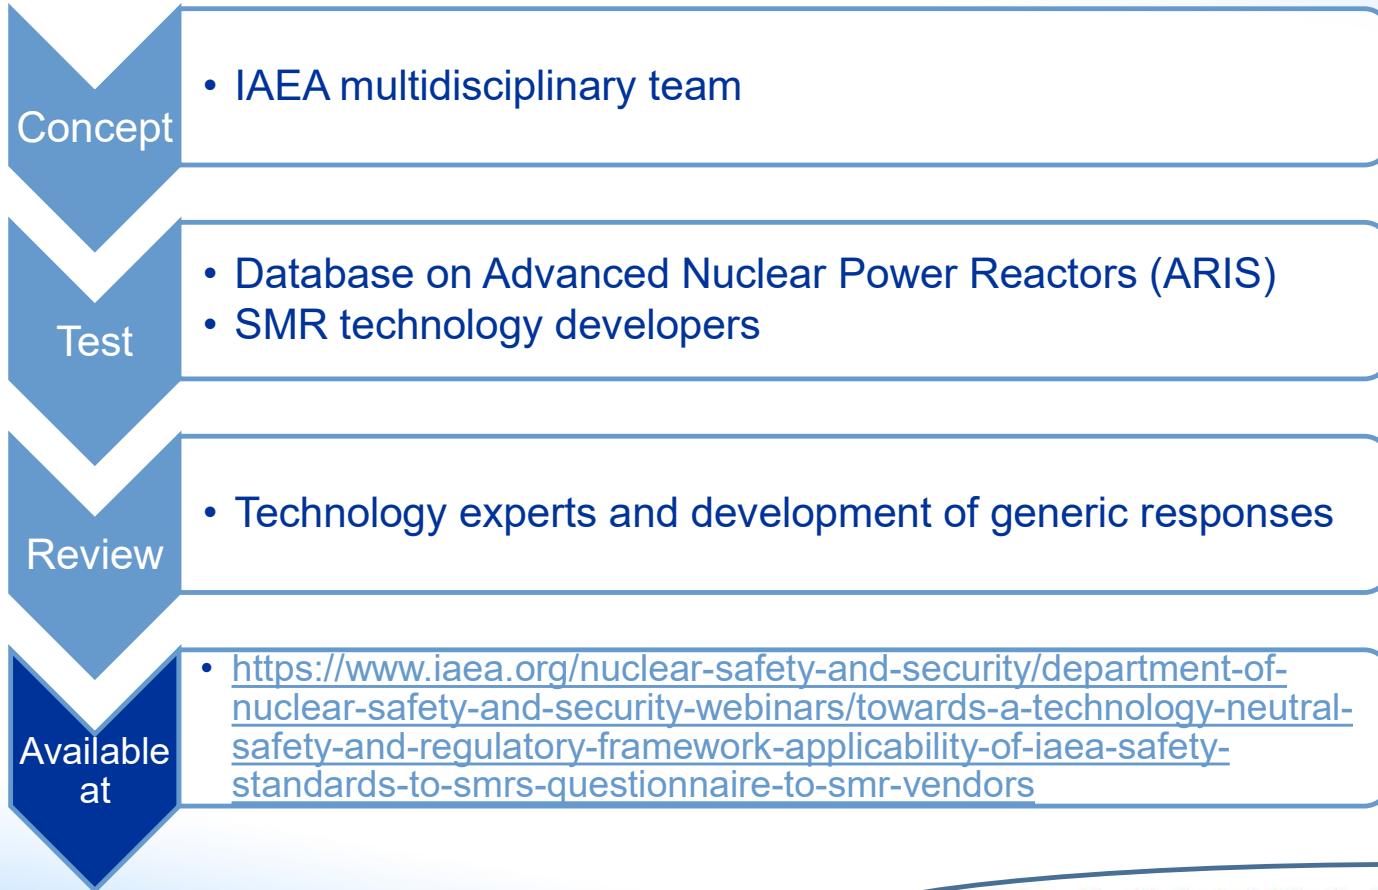 Concept
• IAEA multidisciplinary team
Test
• Database on Advanced Nuclear Power Reactors (ARIS)
• SMR technology developers
Review
• Technology experts and development of generic responses
Available
at
• https://www.iaea.org/nuclear-safety-and-security/department-of-
nuclear-safety-and-security-webinars/towards-a-technology-neutral-
safety-and-regulatory-framework-applicability-of-iaea-safety-
standards-to-smrs-questionnaire-to-smr-vendors